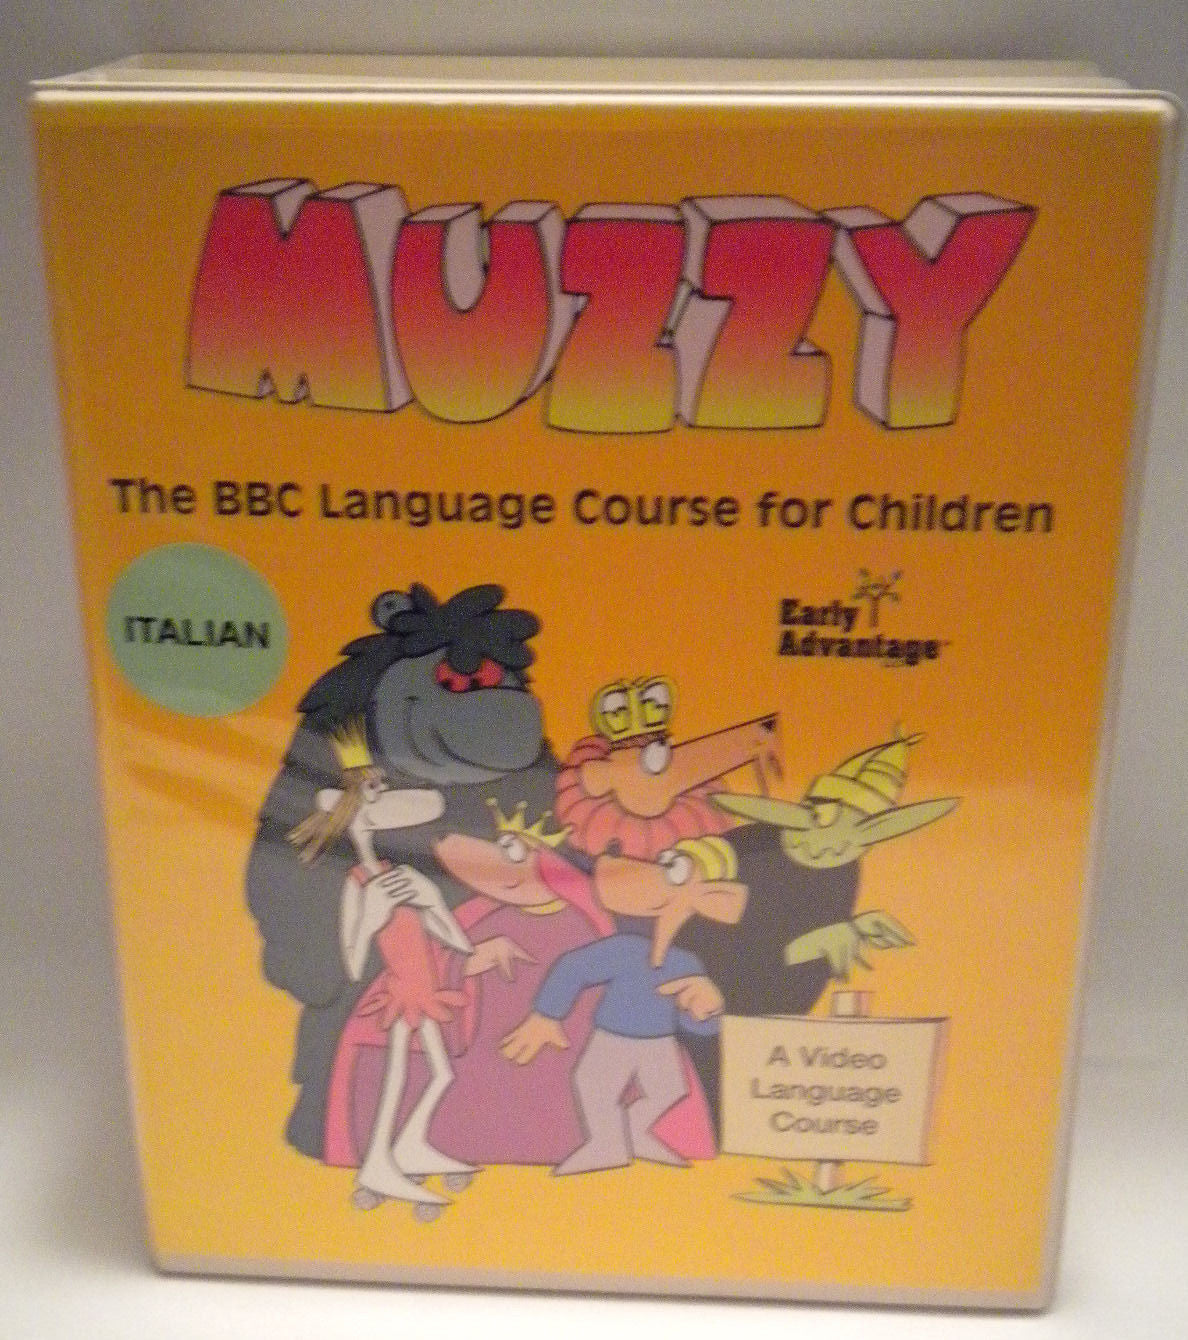 MUZZY
The BBC Language Course for Children
ITALIAN
Early
Advantage
A Video
Language
Course